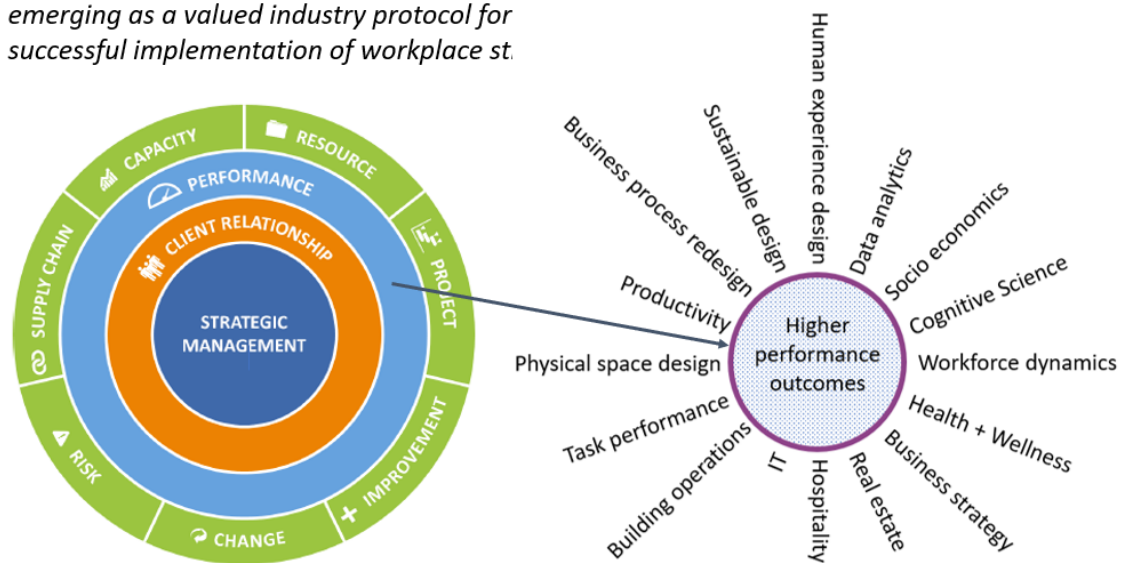 emerging as a valued industry protocol for
successful implementation of workplace
CAPACITY
RESOURCE
PROJECT
IMPROVEMENT
CHANGE
RISK
SUPPLY CHAIN
PERFORMANCE
CLIENT RELATIONSHIP
STRATEGIC
MANAGEMENT
Human experience design
Data analytics
Socio economics
Cognitive Science
Workforce dynamics
Health + Wellness
Business strategy
Real estate
Hospitality
IT
Building operations
Task performance
Physical space design
Productivity
Business process redesign
Sustainable design
Higher
performance
outcomes